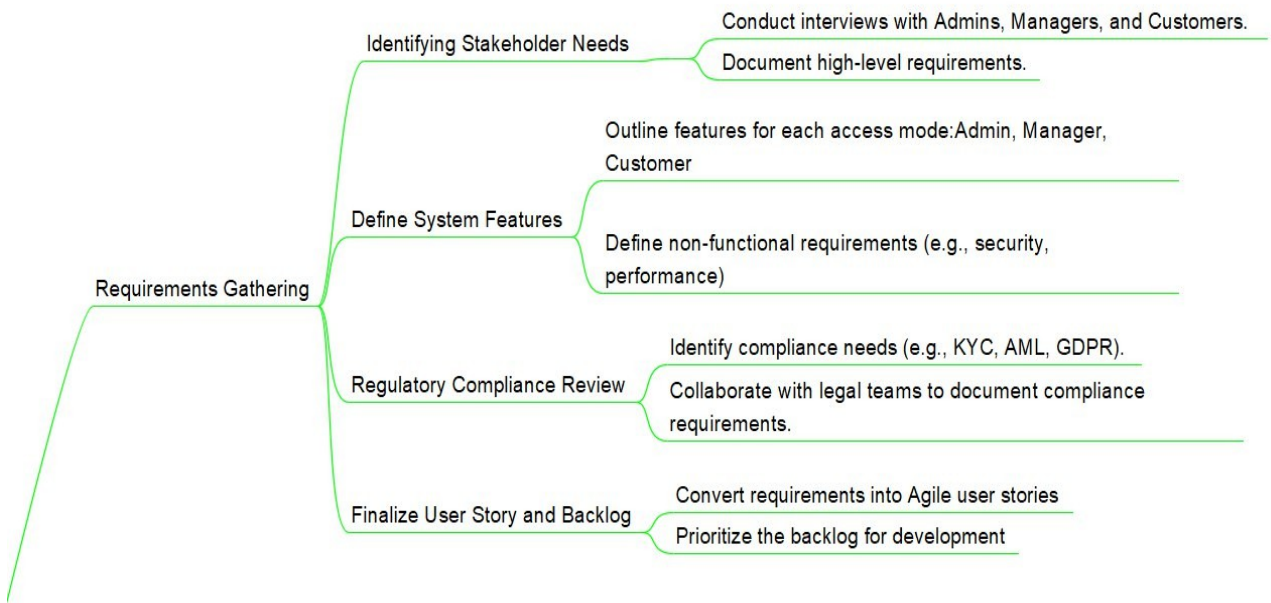 Conduct interviews with Admins, Managers, and Customers.
Identifying Stakeholder Needs
Document high-level requirements.
Outline features for each access mode:Admin, Manager,
Customer
Define System Features
Define non-functional requirements (e.g., security,
performance)
Requirements Gathering
Identify compliance needs (e.g., KYC, AML, GDPR).
Regulatory Compliance Review
Collaborate with legal teams to document compliance
requirements.
Convert requirements into Agile user stories
Finalize User Story and Backlog
Prioritize the backlog for development